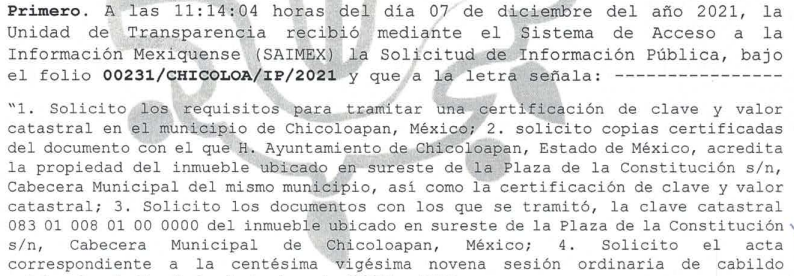 Primero. A las 11:14:04 horas del día 07 de diciembre del año 2021, la
Unidad de Transparencia recibió mediante el Sistema de Acceso a la
Información Mexiquense (SAIMEX) la Solicitud de Información Pública, bajo
el folio 00231/CHICOLOA/IP/2021 y que a la letra señala: ----------------
"1. Solicito los requisitos para tramitar una certificación de clave y valor
catastral en el municipio de Chicoloapan, México; 2. solicito copias certificadas
del documento con el que H. Ayuntamiento de Chicoloapan, Estado de México, acredita
la propiedad del inmueble ubicado en sureste de la Plaza de la Constitución s/n,
Cabecera Municipal del mismo municipio, así como la certificación de clave y valor
catastral; 3. Solicito los documentos con los que se tramitó, la clave catastral
083 01 008 01 00 0000 del inmueble ubicado en sureste de la Plaza de la Constitución
s/n, Cabecera Municipal de Chicoloapan, México; 4. Solicito el acta
correspondiente a la centésima vigésima novena sesión ordinaria de cabildo